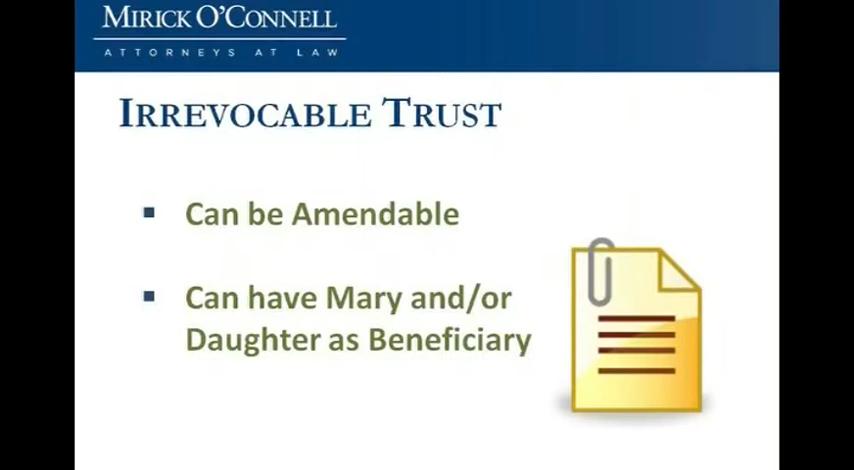 MIRICK O'CONNELL
ATTORNEYS AT LAW
IRREVOCABLE TRUST
▪ Can be Amendable
▪ Can have Mary and/or
Daughter as Beneficiary